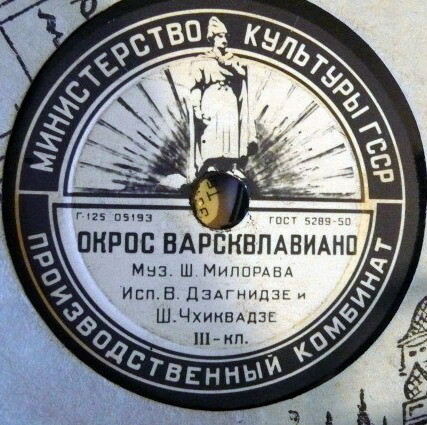 МИНИСТЕРСТВО КУЛЬТУРЫ ГССР
Г-125 05193 ГОСТ 5289-50
ОКРОС ВАРСКВЛАВИАНО
Муз. Ш. МИЛОРАВА
Исп. В. ДЗАГНИДЗЕ и
Ш. ЧХИКВАДЗЕ
III-кл.
ПРОИЗВОДСТВЕННЫЙ КОМБИНАТ